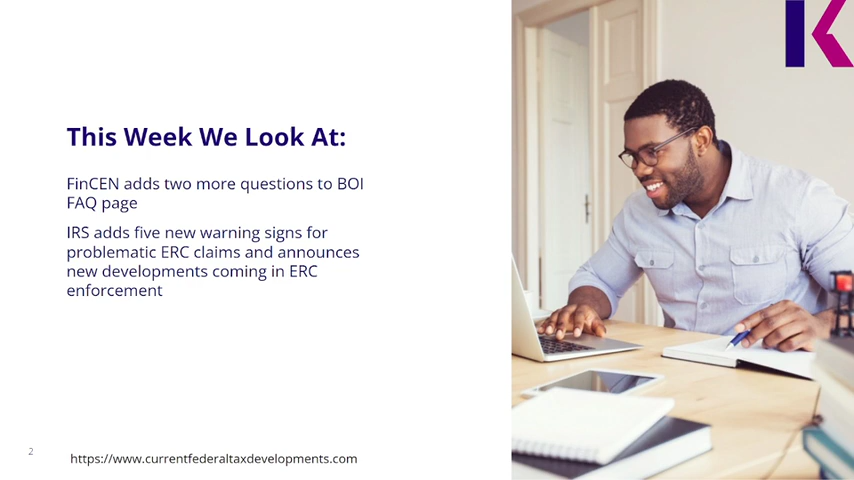 This Week We Look At:
FinCEN adds two more questions to BOI
FAQ page
IRS adds five new warning signs for
problematic ERC claims and announces
new developments coming in ERC
enforcement
2
https://www.currentfederaltaxdevelopments.com
K